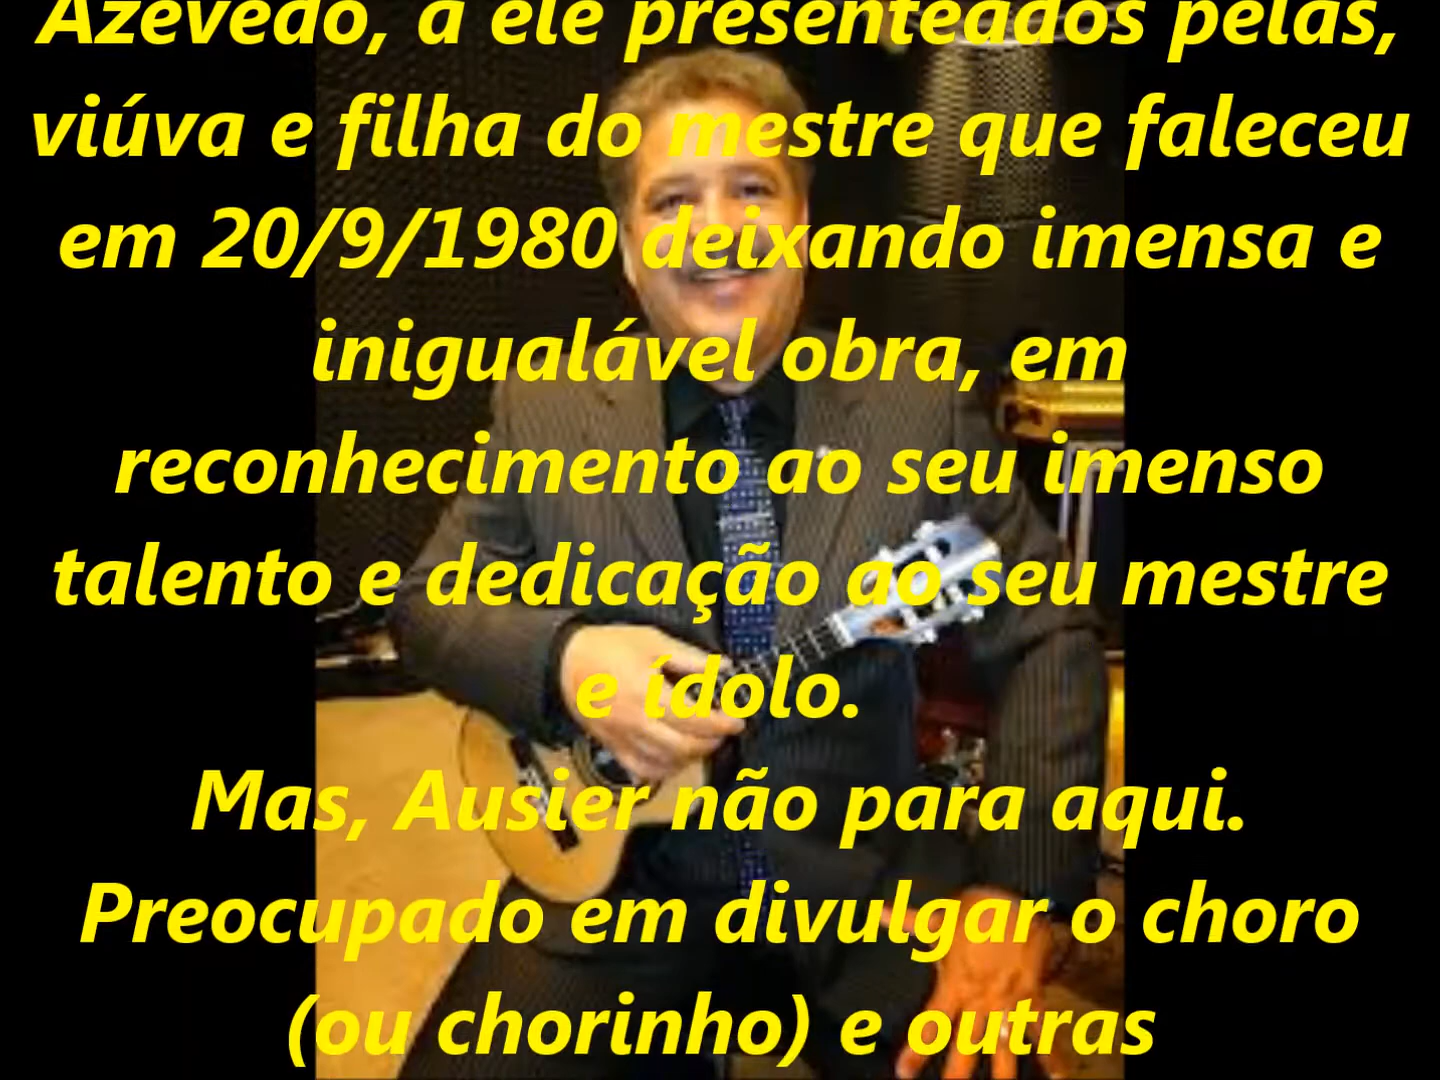 Azevedo, a ele presenteados pelas,
viúva e filha do mestre que faleceu
em 20/9/1980 deixando imensa e
inigualável obra, em
reconhecimento ao seu imenso
talento e dedicação ao seu mestre
e ídolo.
Mas, Ausier não para aqui.
Preocupado em divulgar o choro
(ou chorinho) e outras